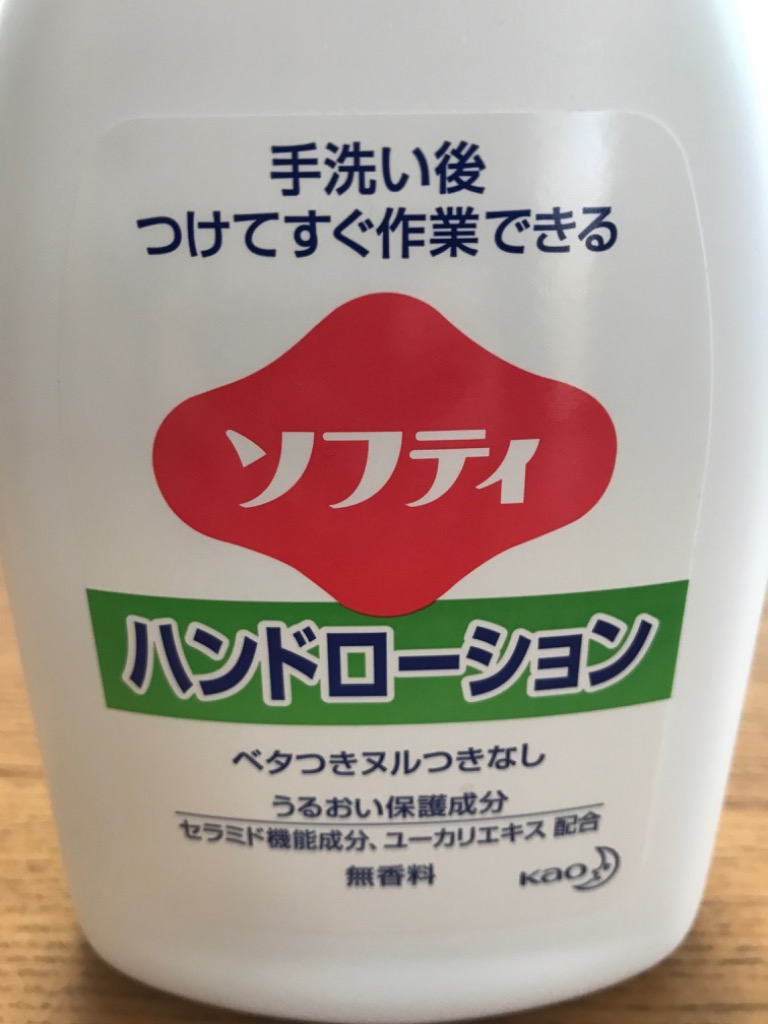 手洗い後
つけてすぐ作業できる
ソフティ
ハンドローション
ベタつきヌルつきなし
うるおい保護成分
セラミド機能成分、ユーカリエキス 配合
無香料
Kao